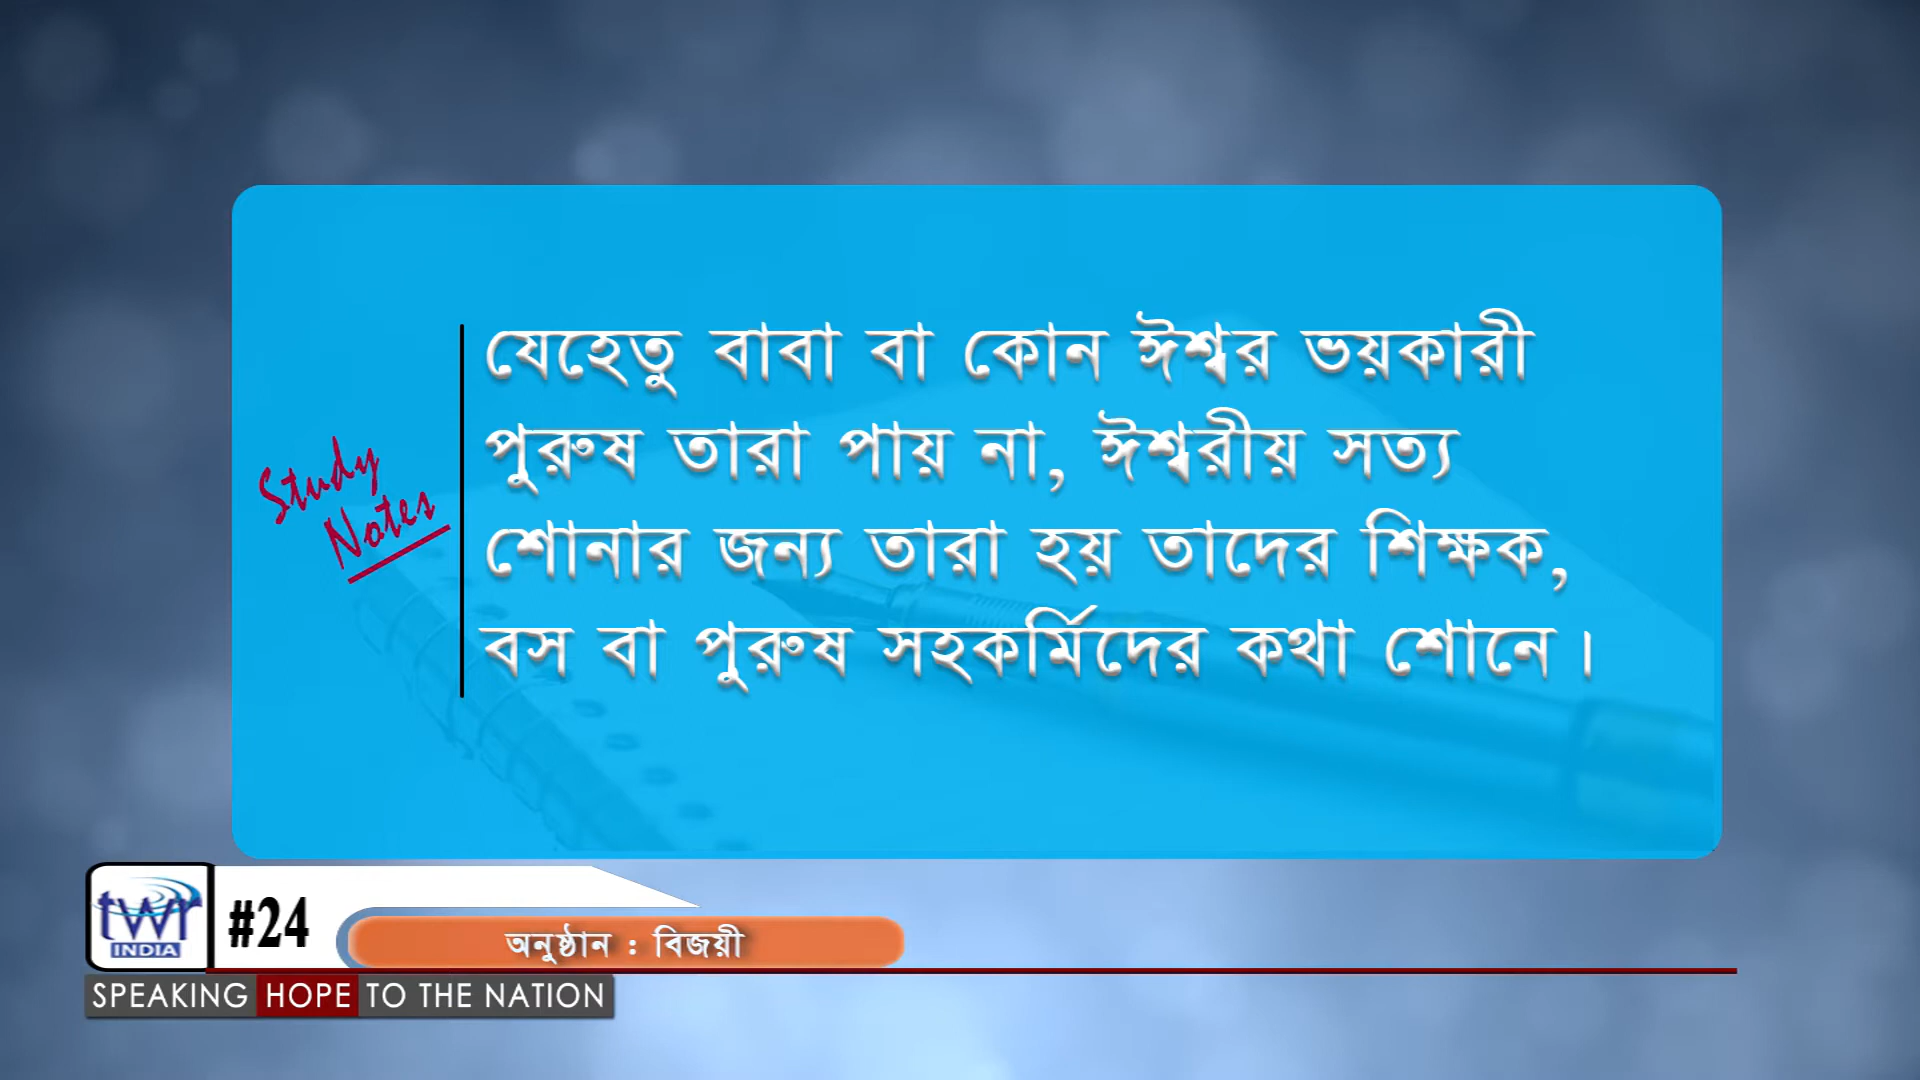 যেহেতু বাবা বা কোন ঈশ্বর ভয়কারী
পুরুষ তারা পায় না, ঈশ্বরীয় সত্য
শোনার জন্য তারা হয় তাদের শিক্ষক,
বস বা পুরুষ সহকর্মিদের কথা শোনে।
Study
Notes
twr
INDIA
#24
অনুষ্ঠান : বিজয়ী
SPEAKING HOPE TO THE NATION